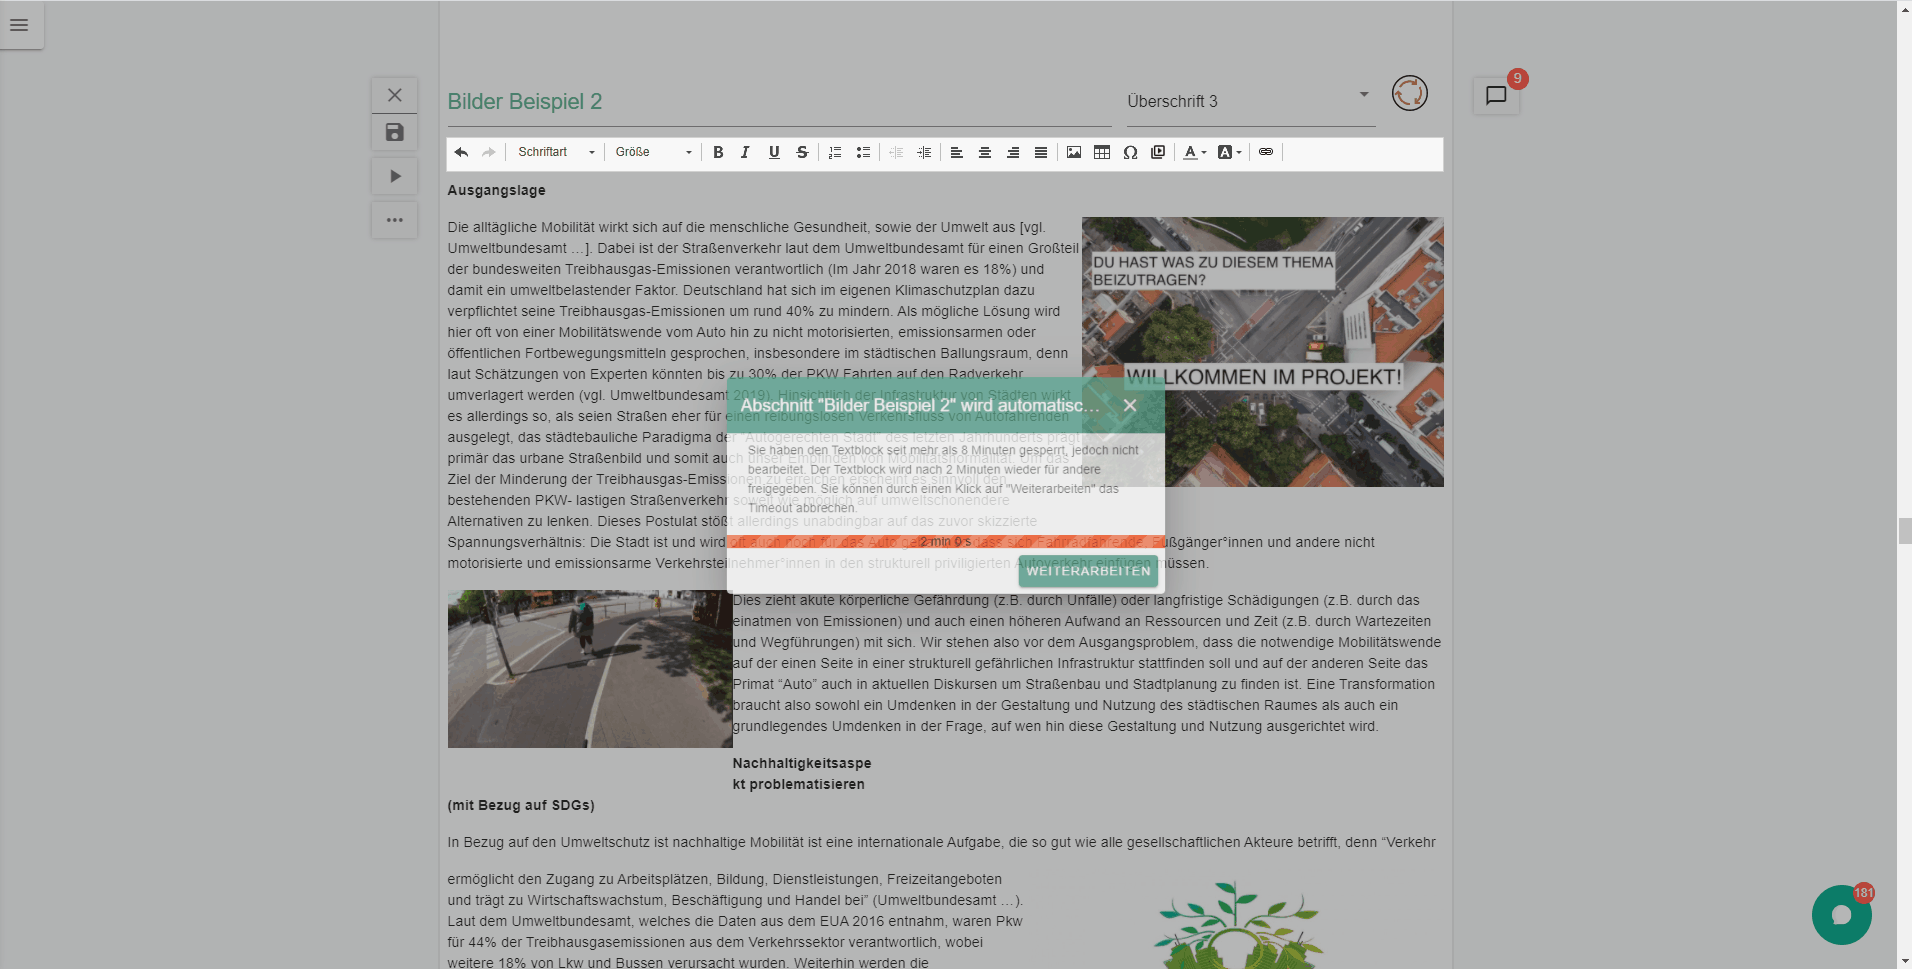 Bilder Beispiel 2
Überschrift 3
9
Schriftart
Größe
B I U S
Ω
A
A
Ausgangslage
Die alltägliche Mobilität wirkt sich auf die menschliche Gesundheit, sowie der Umwelt aus [vgl.
Umweltbundesamt …]. Dabei ist der Straßenverkehr laut dem Umweltbundesamt für einen Großteil
der bundesweiten Treibhausgas-Emissionen verantwortlich (Im Jahr 2018 waren es 18%) und
damit ein umweltbelastender Faktor. Deutschland hat sich im eigenen Klimaschutzplan dazu
verpflichtet seine Treibhausgas-Emissionen um rund 40% zu mindern. Als mögliche Lösung wird
hier oft von einer Mobilitätswende vom Auto hin zu nicht motorisierten, emissionsarmen oder
öffentlichen Fortbewegungsmitteln gesprochen, insbesondere im städtischen Ballungsraum, denn
laut Schätzungen von Experten könnten bis zu 30% der PKW Fahrten auf den Radverkehr
umverlagert werden (vgl. Umweltbundesamt 2019). Hinsichtlich der Infrastruktur von Städten wirkt
es allerdings so, als seien Straßen eher für einen reibungslosen Verkehrsfluss von Autofahrenden
ausgelegt, das städtebauliche Paradigma der “Autogerechten Stadt” des letzten Jahrhunderts prägt
primär das urbane Straßenbild und somit auch unser Empfinden von Mobilitätsnormalität. Um das
Ziel der Minderung der Treibhausgas-Emissionen zu erreichen erscheint es sinnvoll den
bestehenden PKW- lastigen Straßenverkehr soweit wie möglich auf umweltschonendere
Alternativen zu lenken. Dieses Postulat stößt allerdings unabdingbar auf das zuvor skizzierte
Spannungsverhältnis: Die Stadt ist und wird oft auch noch für das Auto dass sich Fahrradfahrende, Fußgänger°innen und andere nicht
motorisierte und emissionsarme Verkehrsteilnehmer°innen in den strukturell priviligierten Autoverkehr einfügen müssen.
DU HAST WAS ZU DIESEM THEMA
BEIZUTRAGEN?
WILLKOMMEN IM PROJEKT!
Abschnitt "Bilder Beispiel 2" wird automatisc…
Sie haben den Textblock seit mehr als 8 Minuten gesperrt, jedoch nicht
bearbeitet. Der Textblock wird nach 2 Minuten wieder für andere
freigegeben. Sie können durch einen Klick auf "Weiterarbeiten" das
Timeout abbrechen.
2 min 0 s
WEITERARBEITEN
Dies zieht akute körperliche Gefährdung (z.B. durch Unfälle) oder langfristige Schädigungen (z.B. durch das
einatmen von Emissionen) und auch einen höheren Aufwand an Ressourcen und Zeit (z.B. durch Wartezeiten
und Wegführungen) mit sich. Wir stehen also vor dem Ausgangsproblem, dass die notwendige Mobilitätswende
auf der einen Seite in einer strukturell gefährlichen Infrastruktur stattfinden soll und auf der anderen Seite das
Primat “Auto” auch in aktuellen Diskursen um Straßenbau und Stadtplanung zu finden ist. Eine Transformation
braucht also sowohl ein Umdenken in der Gestaltung und Nutzung des städtischen Raumes als auch ein
grundlegendes Umdenken in der Frage, auf wen hin diese Gestaltung und Nutzung ausgerichtet wird.
Nachhaltigkeitsaspe
kt problematisieren
(mit Bezug auf SDGs)
In Bezug auf den Umweltschutz ist nachhaltige Mobilität ist eine internationale Aufgabe, die so gut wie alle gesellschaftlichen Akteure betrifft, denn “Verkehr
ermöglicht den Zugang zu Arbeitsplätzen, Bildung, Dienstleistungen, Freizeitangeboten
und trägt zu Wirtschaftswachstum, Beschäftigung und Handel bei” (Umweltbundesamt …).
Laut dem Umweltbundesamt, welches die Daten aus dem EUA 2016 entnahm, waren Pkw
für 44% der Treibhausgasemissionen aus dem Verkehrssektor verantwortlich, wobei
weitere 18% von Lkw und Bussen verursacht wurden. Weiterhin werden die
181